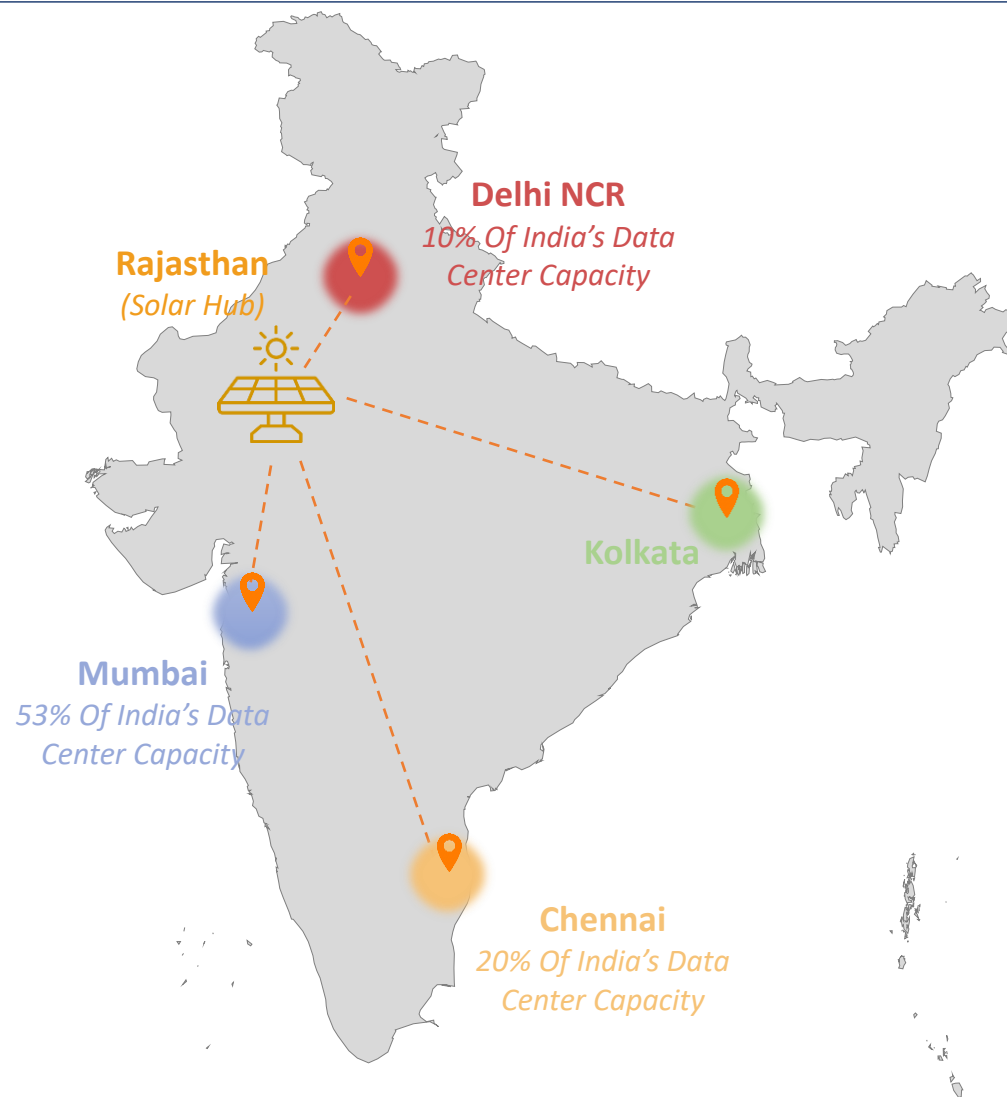 Delhi NCR
10% Of India's Data
Center Capacity
Rajasthan
(Solar Hub)
Kolkata
Mumbai
53% Of India's Data
Center Capacity
Chennai
20% Of India's Data
Center Capacity